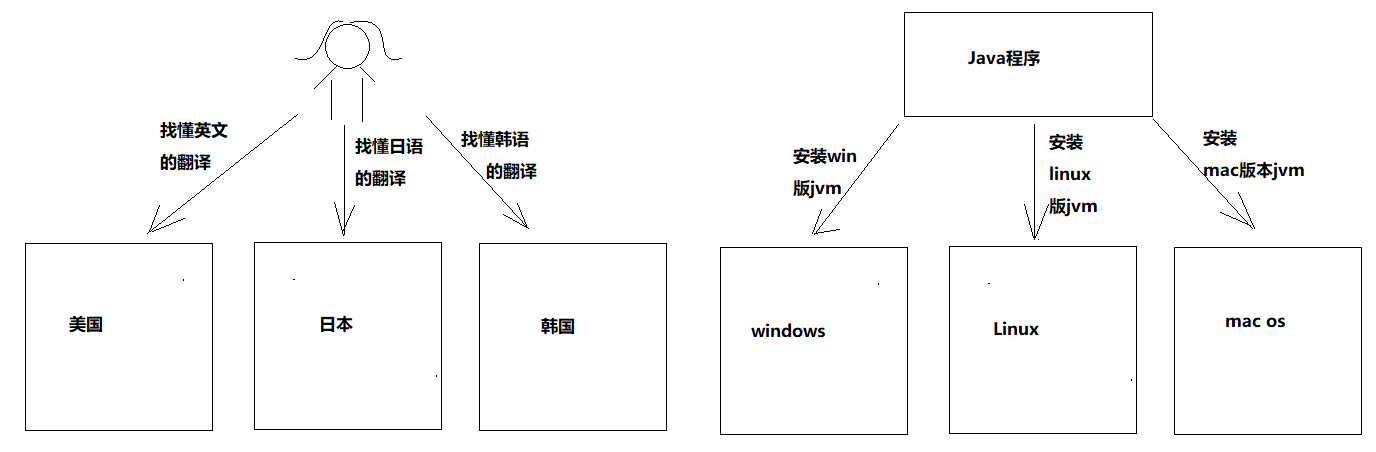 找懂英文
的翻译
找懂日语
的翻译
找懂韩语
的翻译
美国
日本
韩国
Java程序
安装win
版jvm
安装
linux
版jvm
安装
mac版本jvm
windows
Linux
mac os